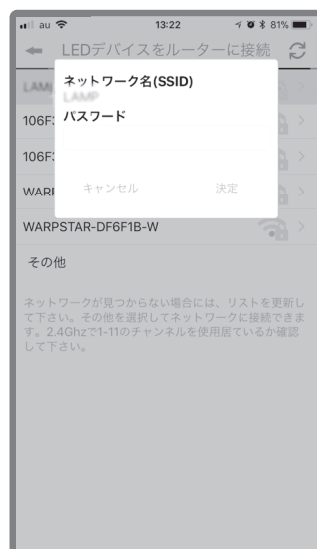 au 13:22 81%
LEDデバイスをルーターに接続
ネットワーク名(SSID)
LAMP
パスワード
106F
106F
キャンセル 決定
WARP
WARPSTAR-DF6F1B-W
その他
ネットワークが見つからない場合には、リストを更新し
て下さい。その他を選択してネットワークに接続できま
す。2.4Ghzで1-11のチャンネルを使用居ているか確認
して下さい。